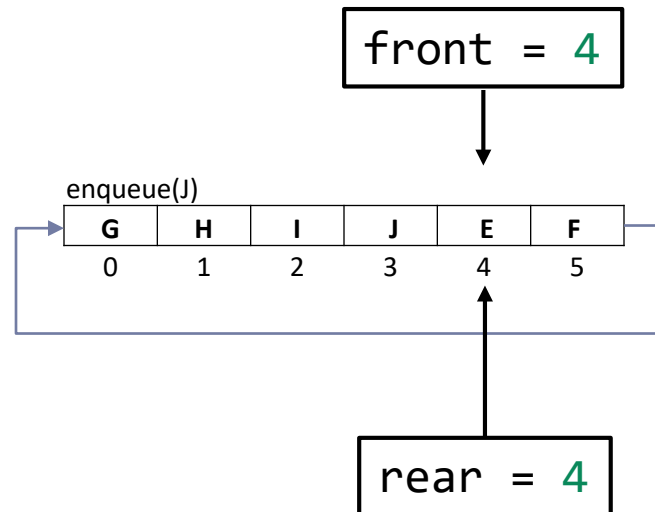 front = 4
enqueue(J)
G H I J E F
0 1 2 3 4 5
rear = 4